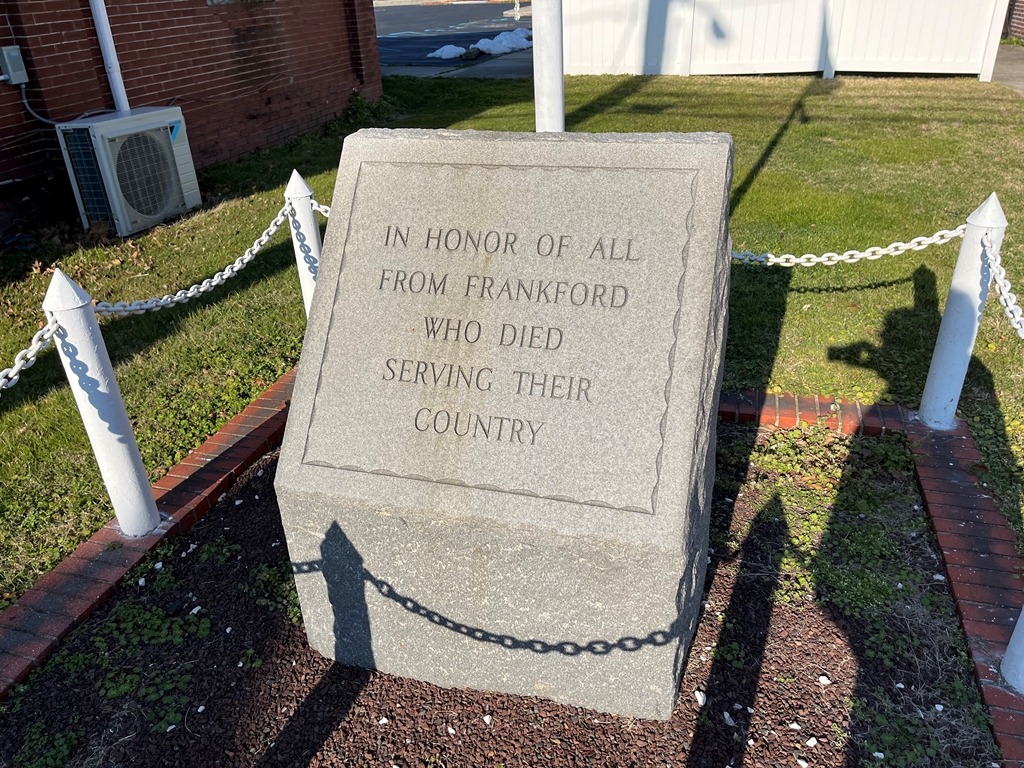 IN HONOR OF ALL
FROM FRANKFORD
WHO DIED
SERVING THEIR
COUNTRY